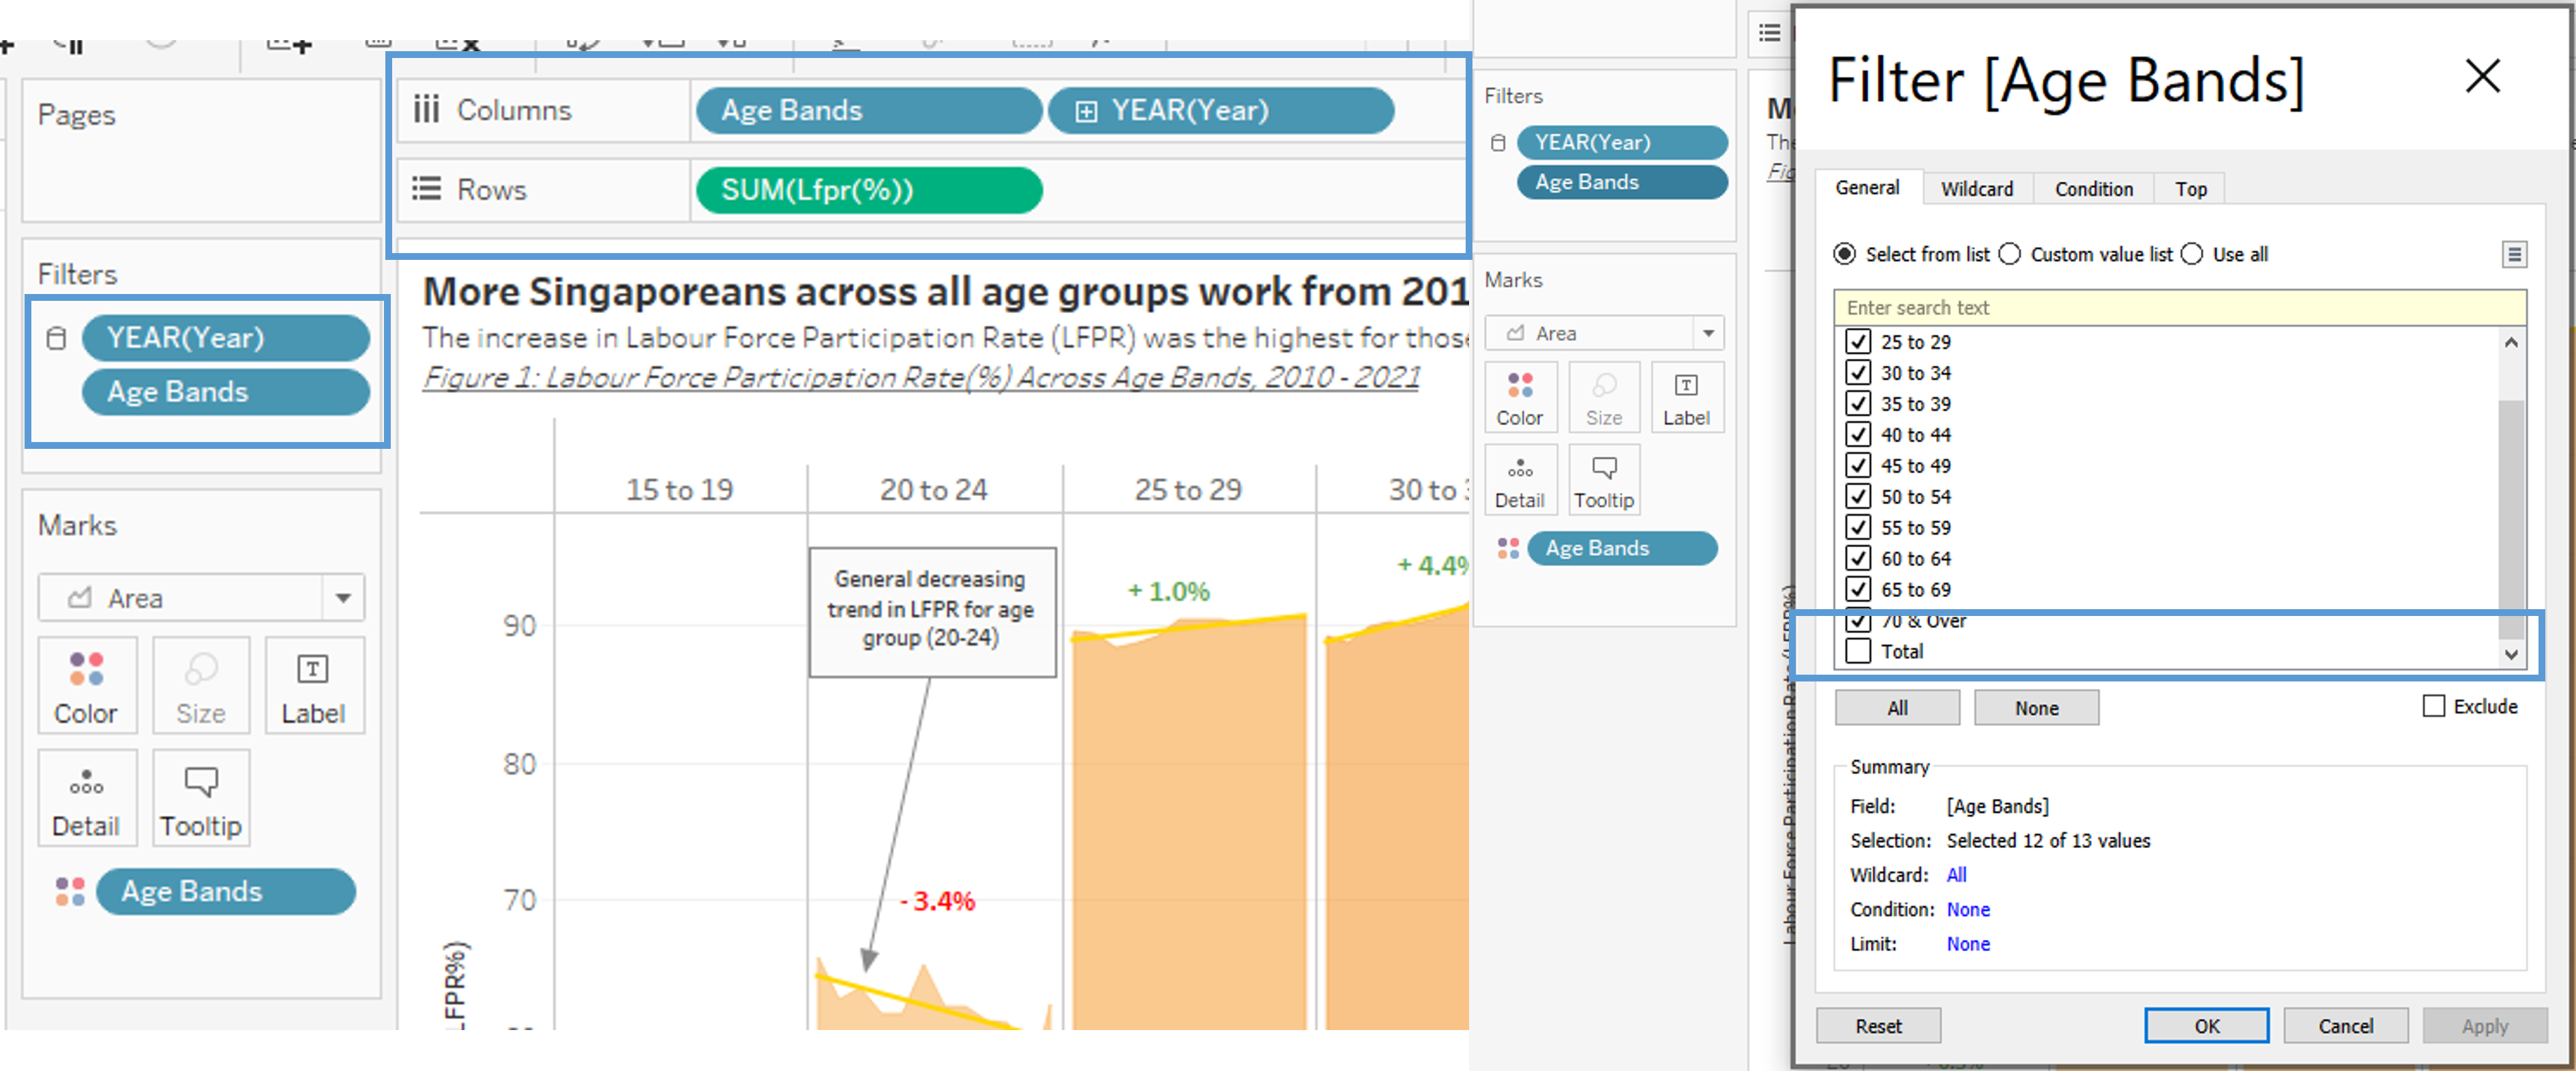 Pages
Columns
Age Bands
YEAR(Year)
Rows
SUM(Lfpr(%))
Filters
YEAR(Year)
Age Bands
Marks
Area
Color
Size
Label
Detail
Tooltip
Age Bands
More Singaporeans across all age groups work from 201
The increase in Labour Force Participation Rate (LFPR) was the highest for those
Figure 1: Labour Force Participation Rate(%) Across Age Bands, 2010 - 2021
15 to 19
20 to 24
25 to 29
30 to
General decreasing
trend in LFPR for age
group (20-24)
+ 1.0%
+ 4.4%
90
80
70
- 3.4%
LFPR%)
Filters
YEAR(Year)
Age Bands
Marks
Area
Color
Size
Label
Detail
Tooltip
Age Bands
Labour Force Participation Rate (LFPR%)
Filter [Age Bands]
General
Wildcard
Condition
Top
Select from list
Custom value list
Use all
Enter search text
25 to 29
30 to 34
35 to 39
40 to 44
45 to 49
50 to 54
55 to 59
60 to 64
65 to 69
70 & Over
Total
All
None
Exclude
Summary
Field: [Age Bands]
Selection: Selected 12 of 13 values
Wildcard: All
Condition: None
Limit: None
Reset
OK
Cancel
Apply